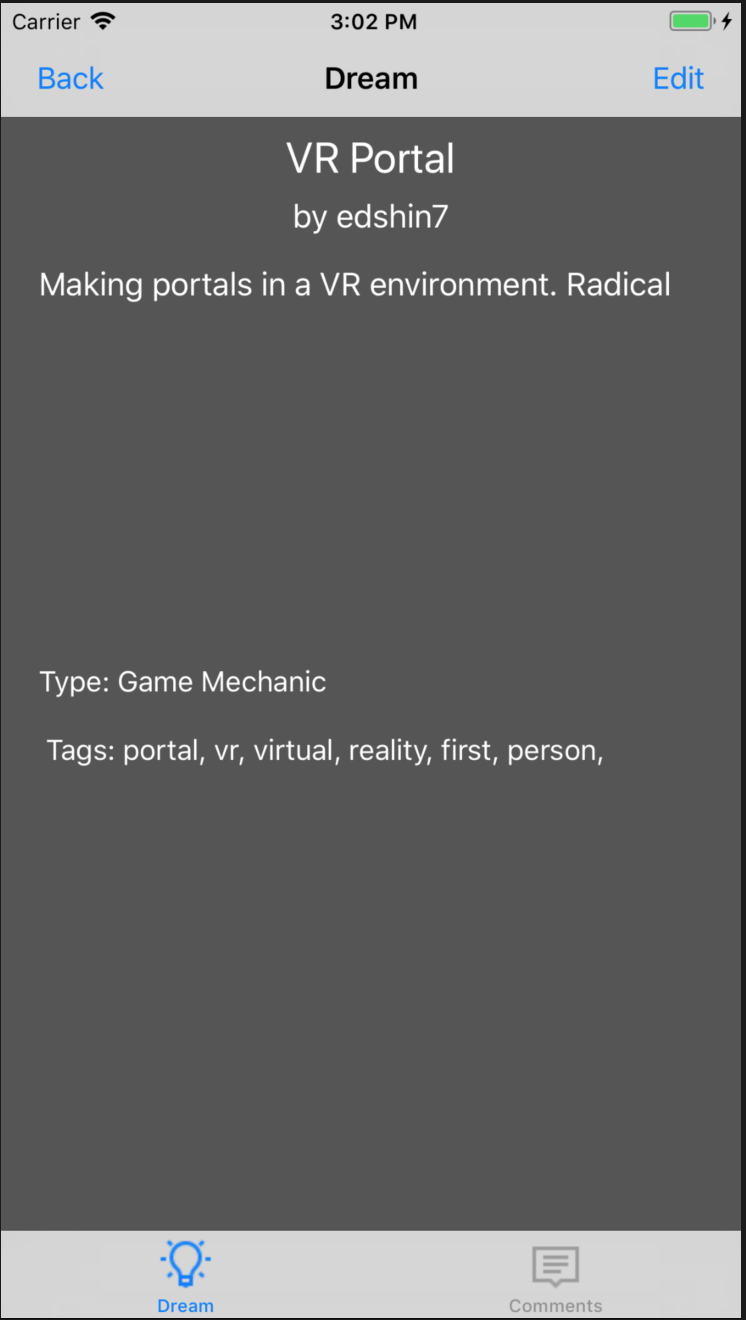 Carrier 3:02 PM
Back Dream Edit
VR Portal
by edshin7
Making portals in a VR environment. Radical
Type: Game Mechanic
Tags: portal, vr, virtual, reality, first, person,
Dream Comments